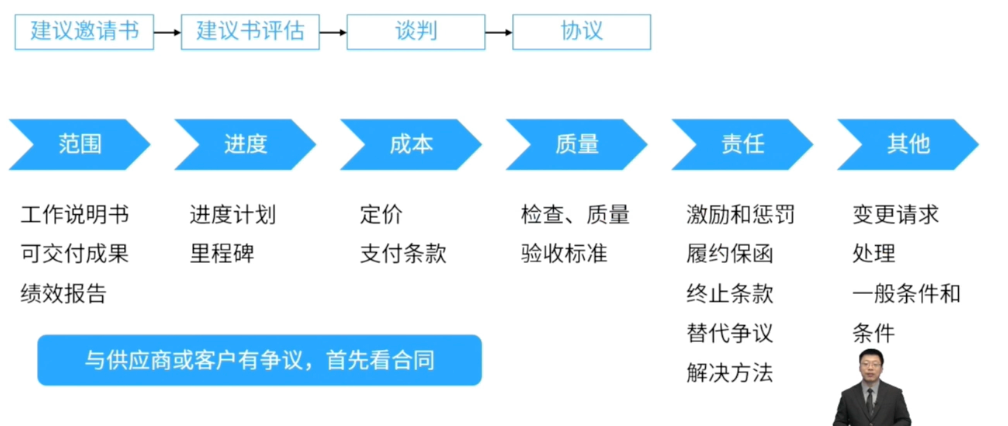 建议邀请书
建议书评估
谈判
协议
范围
进度
成本
质量
责任
其他
工作说明书
可交付成果
绩效报告
进度计划
里程碑
定价
支付条款
检查、质量
验收标准
激励和惩罚
履约保函
终止条款
替代争议
解决方法
变更请求
处理
一般条件和
条件
与供应商或客户有争议，首先看合同